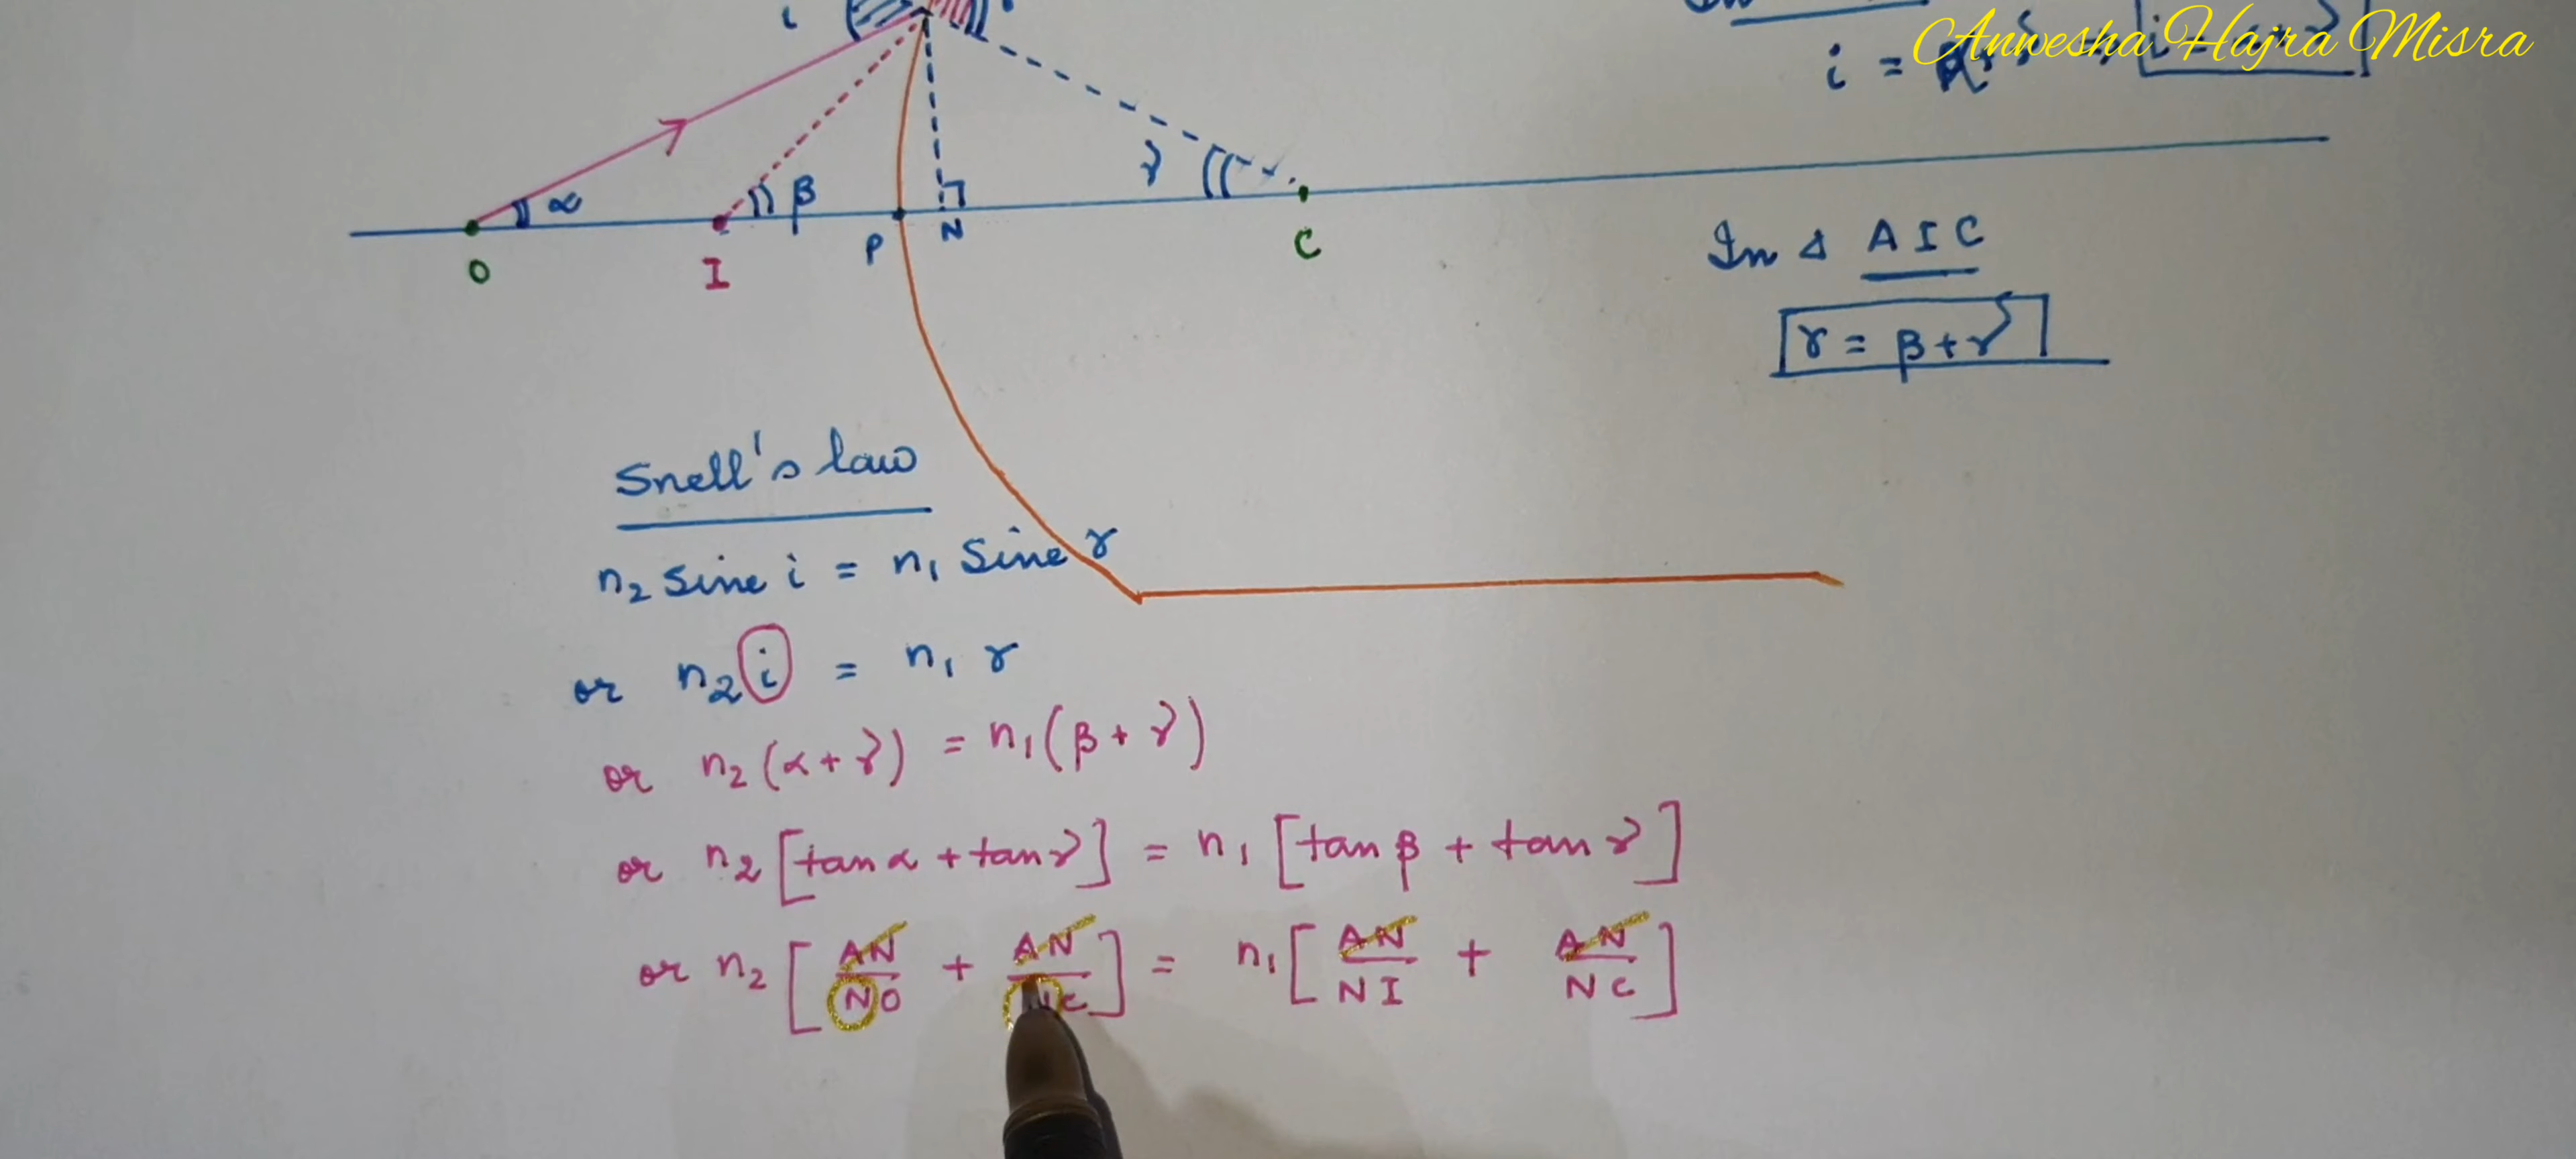 Anwesha Hajra Misra
i
i =
α
β
γ
O
I
P
N
C
In Δ AIC
r = β + γ
Snell's law
n₂ Sine i = n₁ Sine r
or n₂ i = n₁ r
or n₂ (α + γ) = n₁ (β + γ)
or n₂ [tan α + tan γ] = n₁ [tan β + tan γ]
or n₂ [AN/NO + AN/NC] = n₁ [AN/NI + AN/NC]